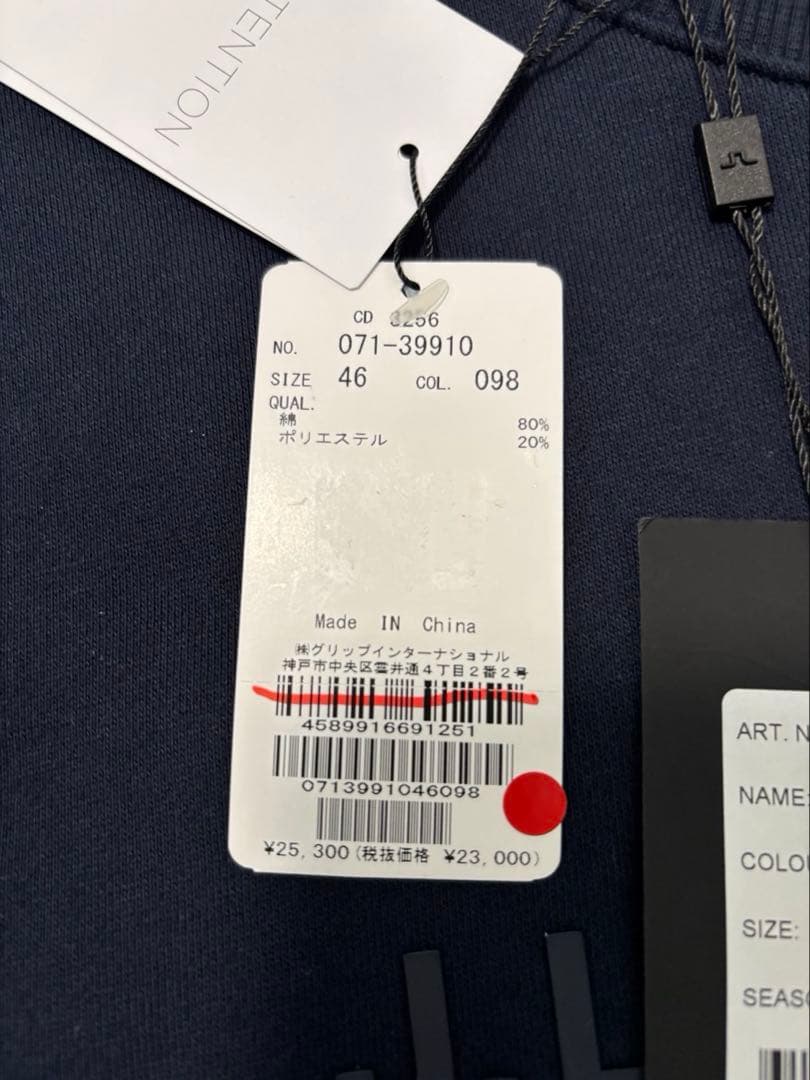 TENTION
CD 3256
NO. 071-39910
SIZE 46 COL. 098
QUAL.
綿 80%
ポリエステル 20%
Made IN China
㈱グリップインターナショナル
神戸市中央区雲井通4丁目2番2号
4589916691251
0713991046098
¥25,300(税抜価格 ¥23,000)
ART. N
NAME:
COLOU
SIZE:
SEASO